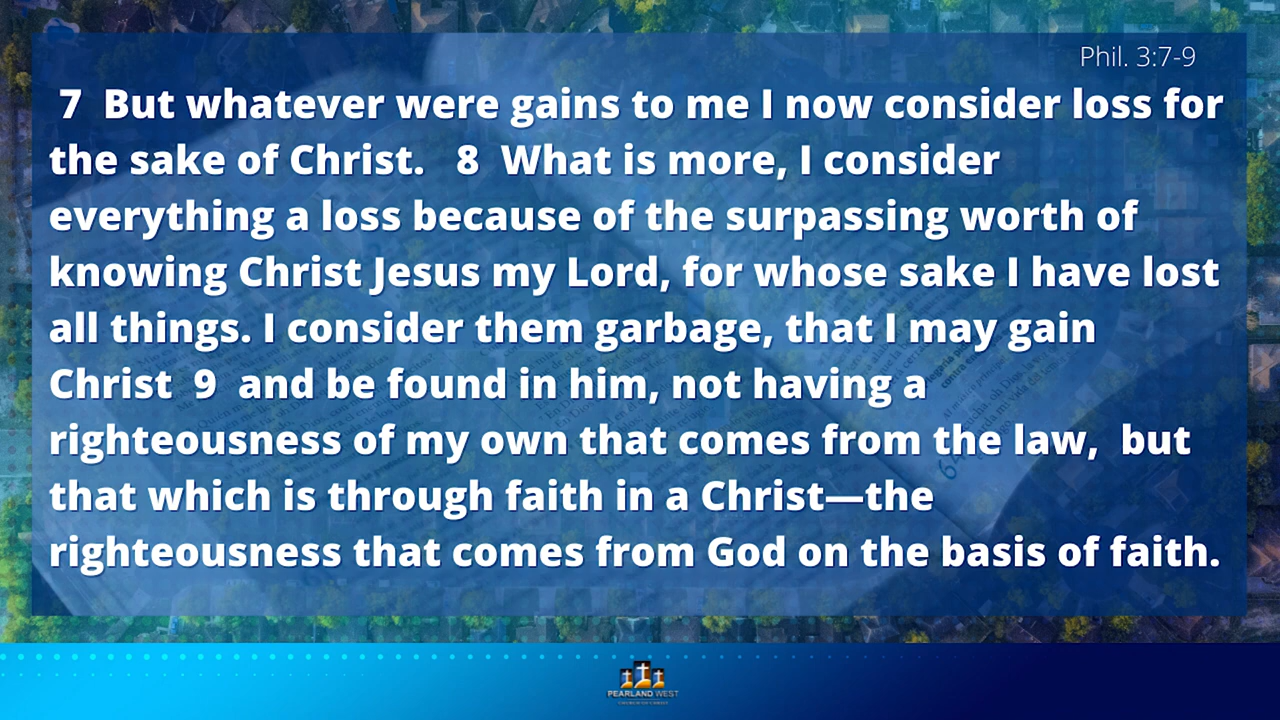 Phil. 3:7-9
7 But whatever were gains to me I now consider loss for
the sake of Christ. 8 What is more, I consider
everything a loss because of the surpassing worth of
knowing Christ Jesus my Lord, for whose sake I have lost
all things. I consider them garbage, that I may gain
Christ 9 and be found in him, not having a
righteousness of my own that comes from the law, but
that which is through faith in a Christ—the
righteousness that comes from God on the basis of faith.
PEARLAND WEST